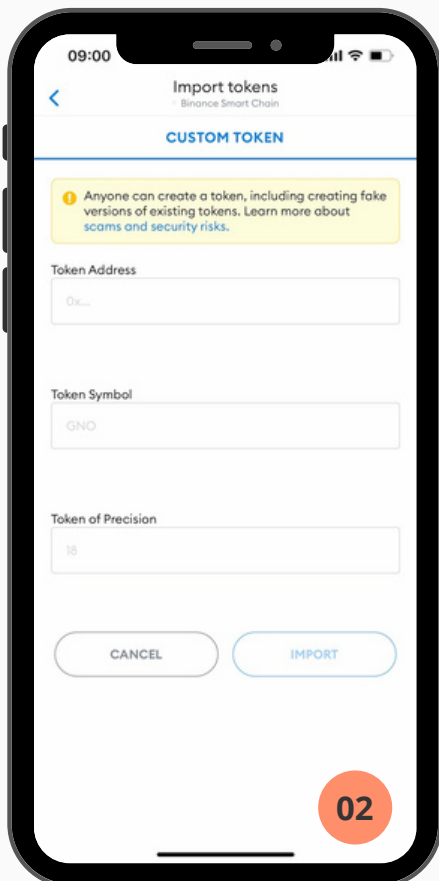 09:00
Import tokens
Binance Smart Chain
CUSTOM TOKEN
Anyone can create a token, including creating fake
versions of existing tokens. Learn more about
scams and security risks.
Token Address
0x...
Token Symbol
GNO
Token of Precision
18
CANCEL IMPORT
02